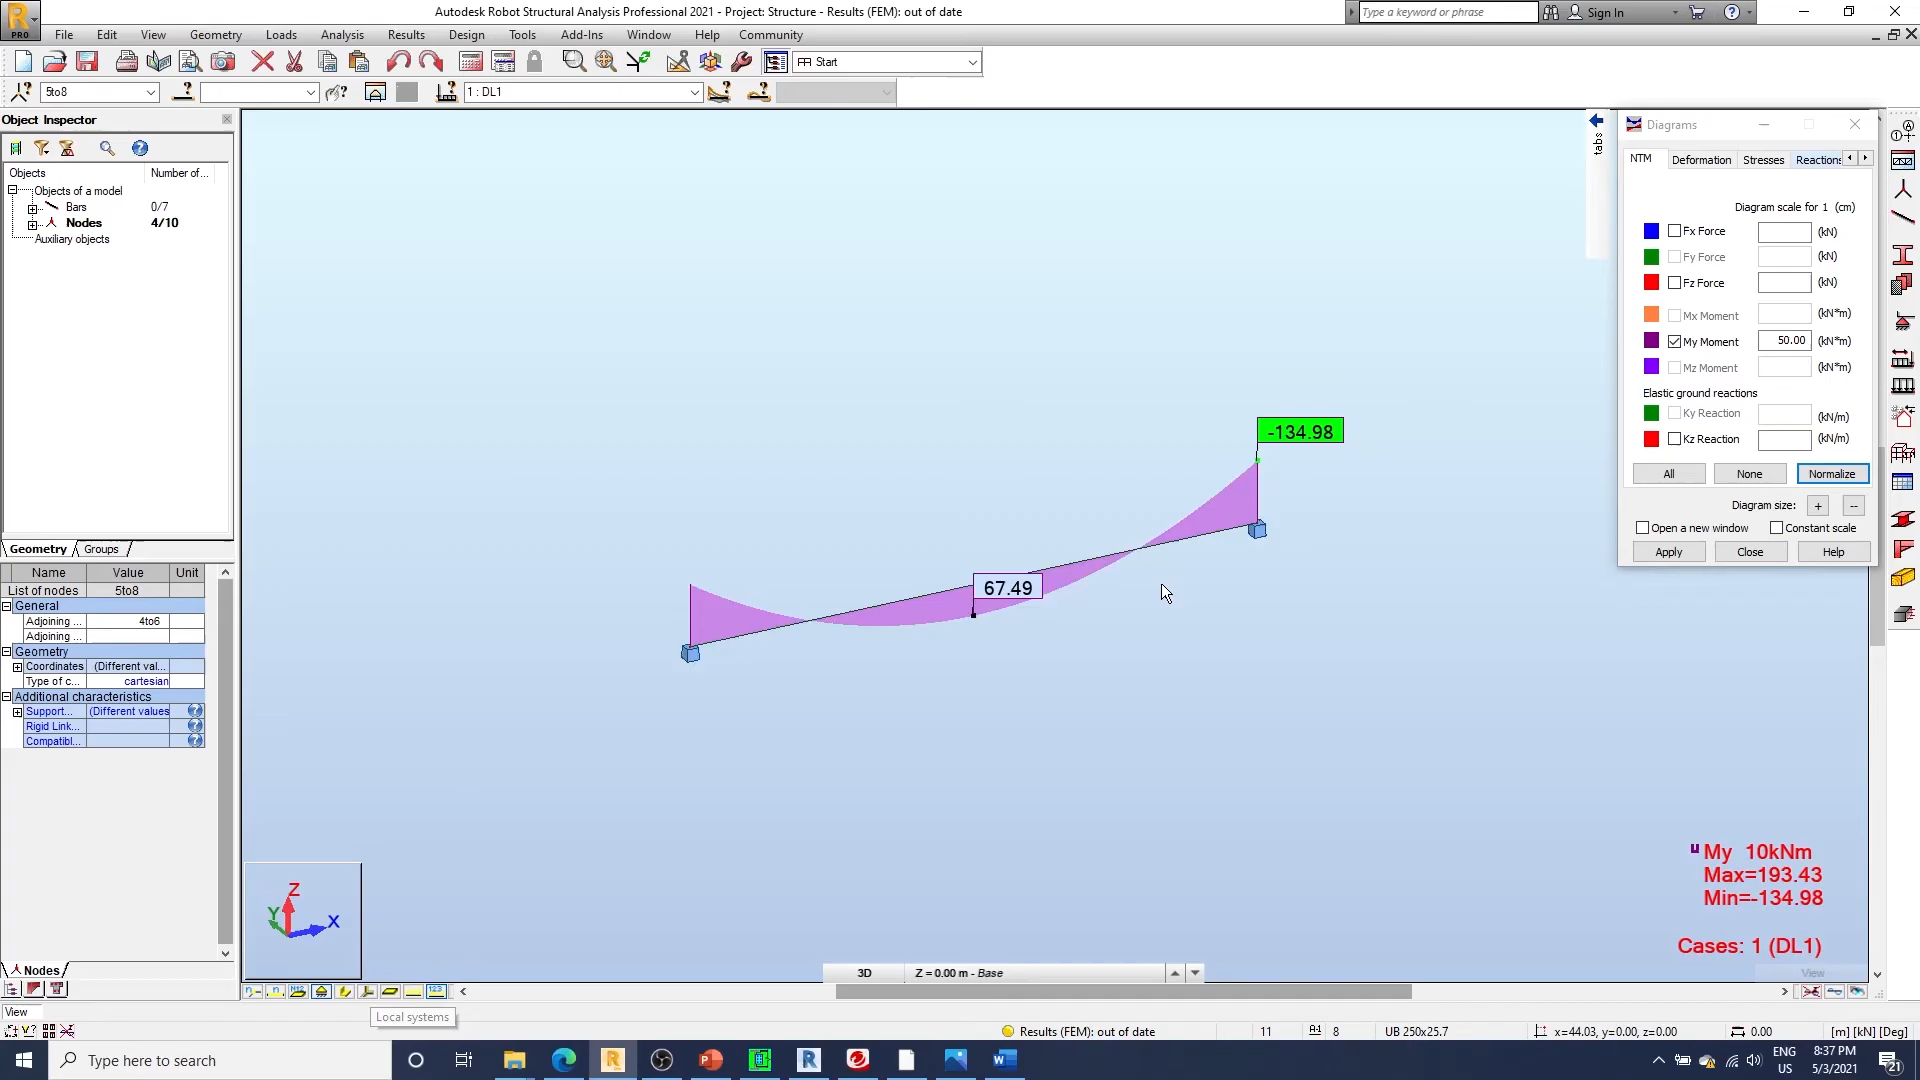 Autodesk Robot Structural Analysis Professional 2021 - Project: Structure - Results (FEM): out of date
Type a keyword or phrase
Sign In
PRO
File Edit View Geometry Loads Analysis Results Design Tools Add-Ins Window Help Community
Start
5to8
1 : DL1
Object Inspector
Objects Number of...
Objects of a model
Bars 0/7
Nodes 4/10
Auxiliary objects
Geometry Groups
Name Value Unit
List of nodes 5to8
General
Adjoining ... 4to6
Adjoining ...
Geometry
Coordinates (Different val...
Type of c... cartesian
Additional characteristics
Support... (Different values
Rigid Link...
Compatibl...
Nodes
View
tabs
Diagrams
NTM Deformation Stresses Reactions
Diagram scale for 1 (cm)
Fx Force (kN)
Fy Force (kN)
Fz Force (kN)
Mx Moment (kN*m)
My Moment 50.00 (kN*m)
Mz Moment (kN*m)
Elastic ground reactions
Ky Reaction (kN/m)
Kz Reaction (kN/m)
All None Normalize
Diagram size: + --
Open a new window Constant scale
Apply Close Help
-134.98
67.49
My 10kNm
Max=193.43
Min=-134.98
Cases: 1 (DL1)
Z Y X
3D Z = 0.00 m - Base
View
Local systems
Results (FEM): out of date 11 8 UB 250x25.7 x=44.03, y=0.00, z=0.00 0.00 [m] [kN] [Deg]
Type here to search
ENG
US
8:37 PM
5/3/2021
21